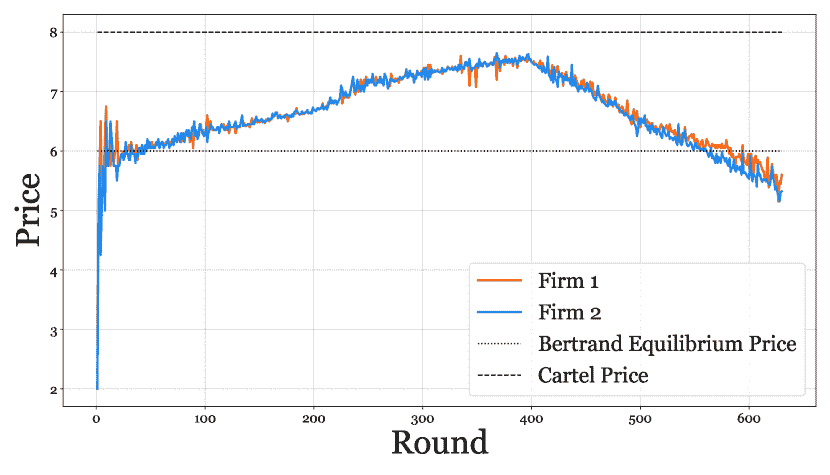 8
7
6
5
4
3
2
Price
Firm 1
Firm 2
Bertrand Equilibrium Price
Cartel Price
0 100 200 300 400 500 600
Round